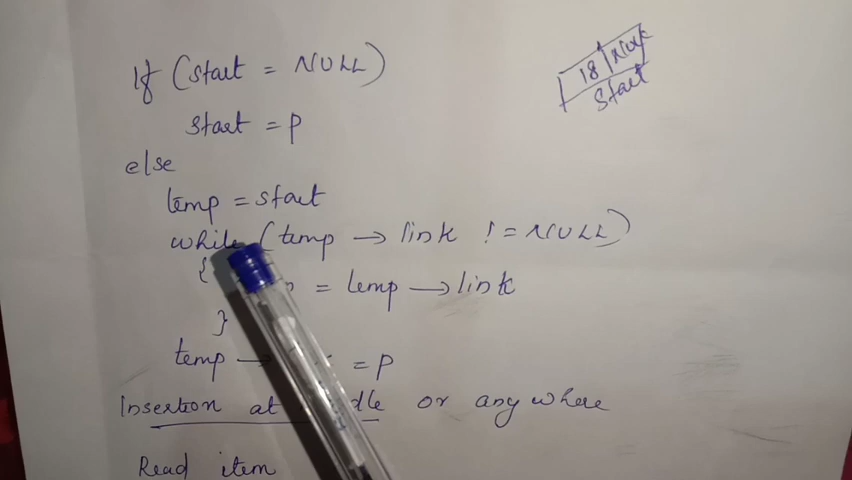 If (start = NULL)
18 | NULL
start
start = p
else
temp = start
while (temp → link != NULL)
{
= temp → link
}
temp → = p
Insertion at or any where
Read item